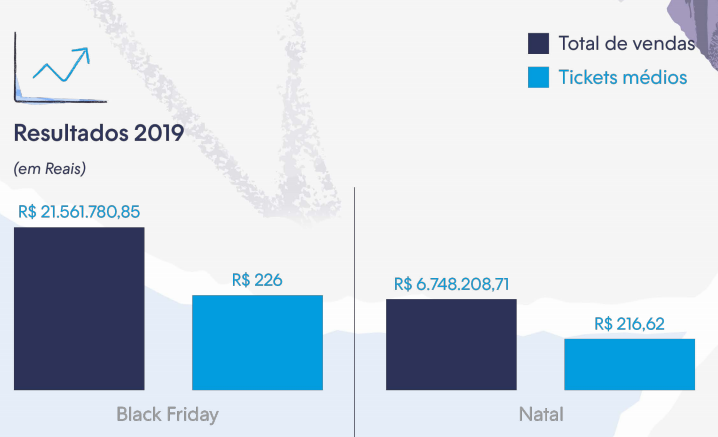 Total de vendas
Tickets médios
Resultados 2019
(em Reais)
R$ 21.561.780,85
R$ 226
R$ 6.748.208,71
R$ 216,62
Black Friday
Natal